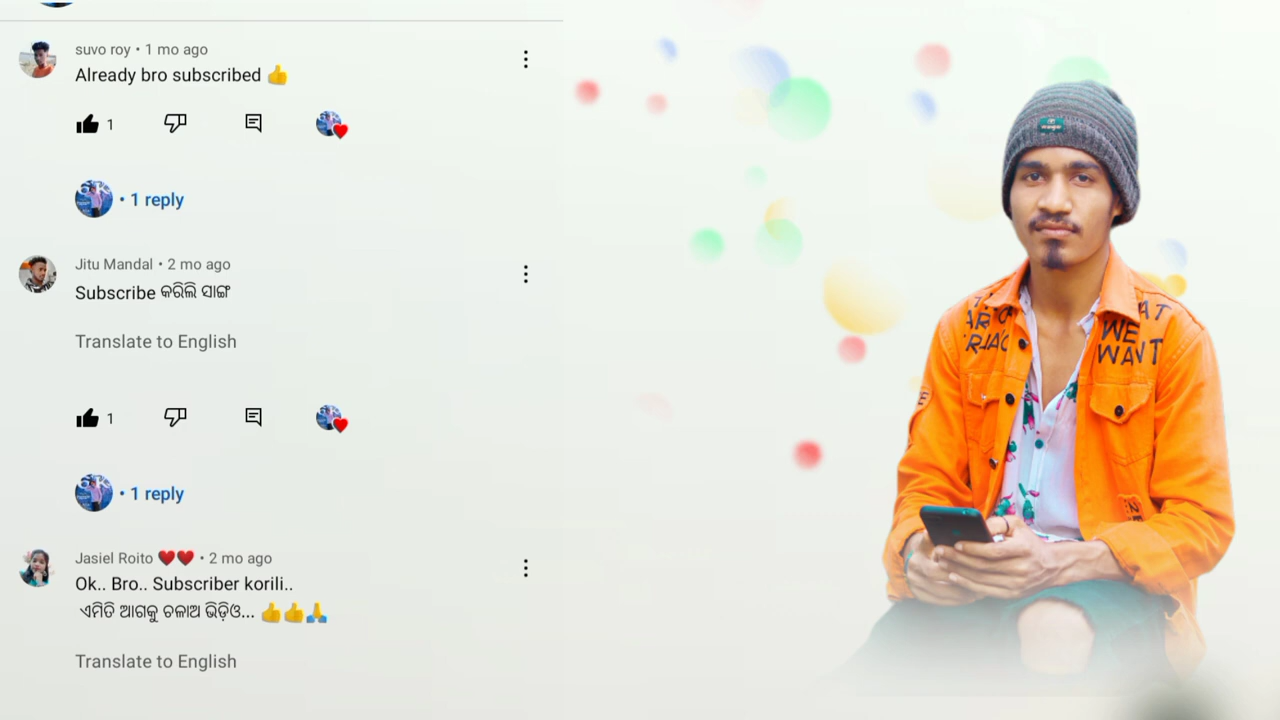 suvo roy • 1 mo ago
Already bro subscribed 👍
1
• 1 reply
Jitu Mandal • 2 mo ago
Subscribe କରିଲି ସାଙ୍ଗ
Translate to English
1
• 1 reply
Jasiel Roito ❤️❤️ • 2 mo ago
Ok.. Bro.. Subscriber korili..
ଏମିତି ଆଗକୁ ଚଳାଅ ଭିଡ଼ିଓ... 👍👍🙏
Translate to English
AT
WE
WANT